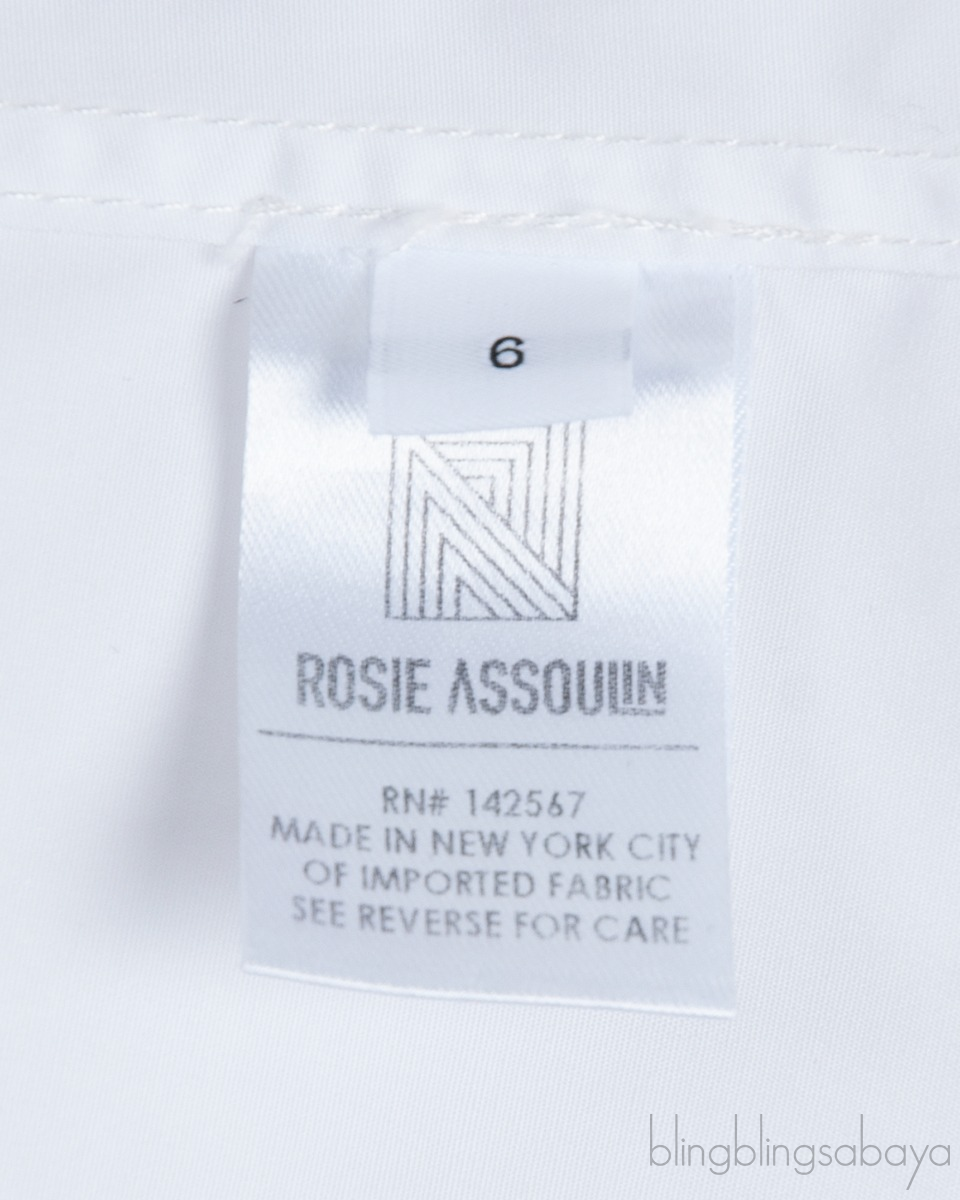 6
ROSIE ASSOULIN
RN# 142567
MADE IN NEW YORK CITY
OF IMPORTED FABRIC
SEE REVERSE FOR CARE
blingblingsabaya